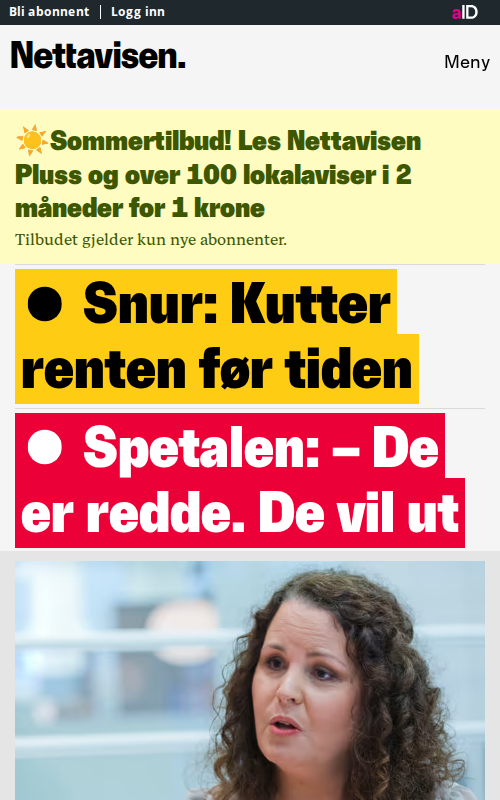 Bli abonnent | Logg inn
aID
Nettavisen.
Meny
☀️Sommertilbud! Les Nettavisen
Pluss og over 100 lokalaviser i 2
måneder for 1 krone
Tilbudet gjelder kun nye abonnenter.
● Snur: Kutter
renten før tiden
● Spetalen: – De
er redde. De vil ut